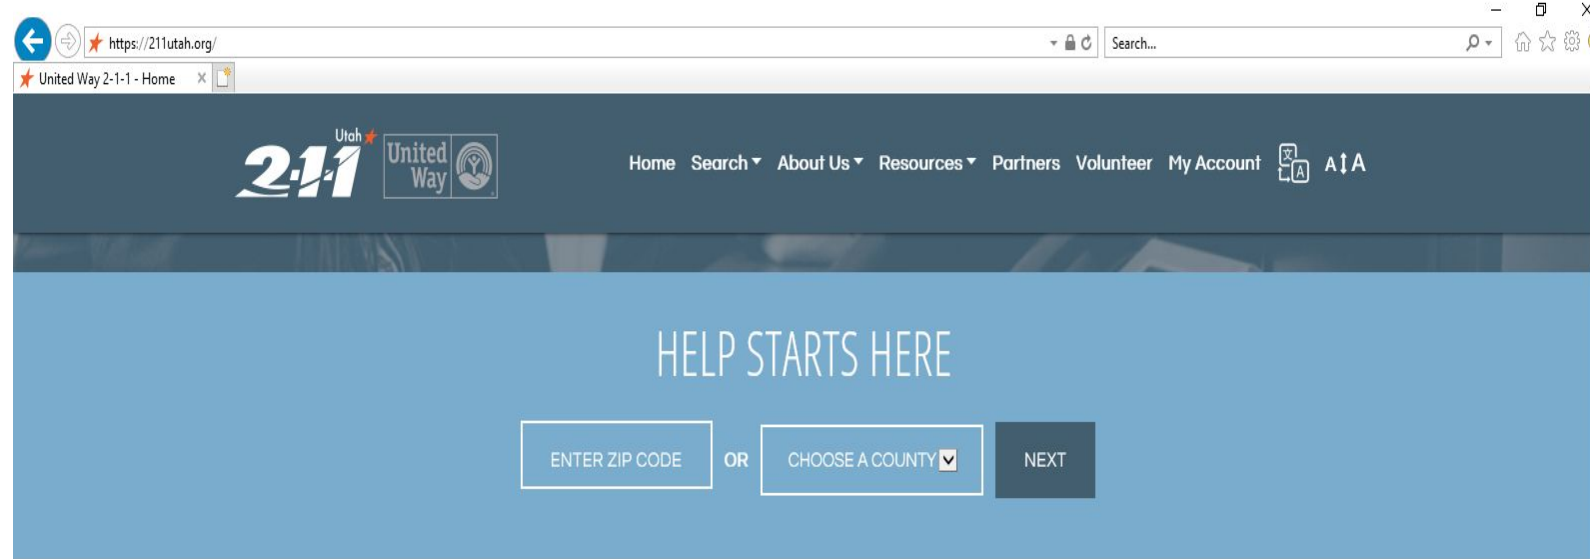 https://211utah.org/
Search...
United Way 2-1-1 - Home
Utah
2-1-1
United
Way
Home Search About Us Resources Partners Volunteer My Account A A
HELP STARTS HERE
ENTER ZIP CODE OR CHOOSE A COUNTY NEXT